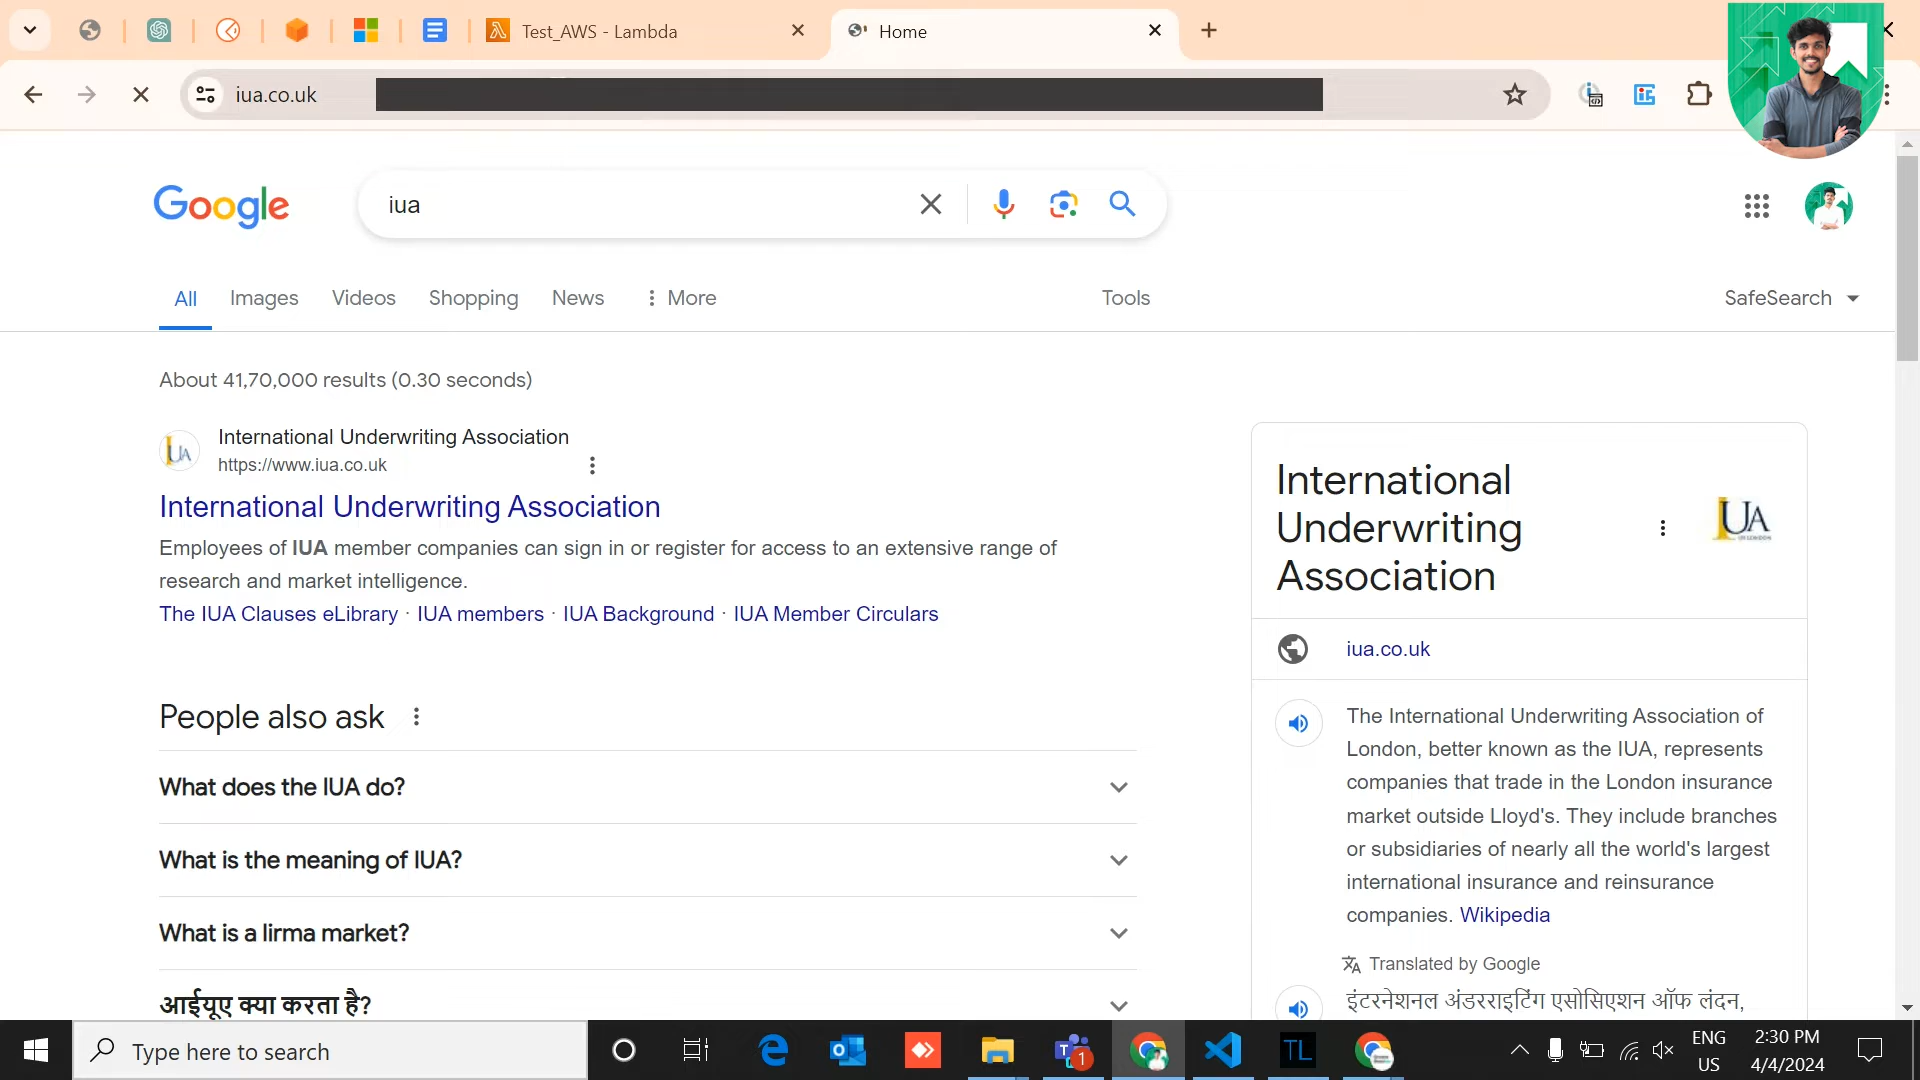 Test_AWS - Lambda
Home
iua.co.uk
Google
iua
All
Images
Videos
Shopping
News
More
Tools
SafeSearch
About 41,70,000 results (0.30 seconds)
International Underwriting Association
https://www.iua.co.uk
International Underwriting Association
Employees of IUA member companies can sign in or register for access to an extensive range of
research and market intelligence.
The IUA Clauses eLibrary · IUA members · IUA Background · IUA Member Circulars
People also ask
What does the IUA do?
What is the meaning of IUA?
What is a lirma market?
आईयूए क्या करता है?
International
Underwriting
Association
IUA
iua.co.uk
The International Underwriting Association of
London, better known as the IUA, represents
companies that trade in the London insurance
market outside Lloyd's. They include branches
or subsidiaries of nearly all the world's largest
international insurance and reinsurance
companies. Wikipedia
Translated by Google
इंटरनेशनल अंडरराइटिंग एसोसिएशन ऑफ लंदन,
Type here to search
1
TL
ENG
US
2:30 PM
4/4/2024